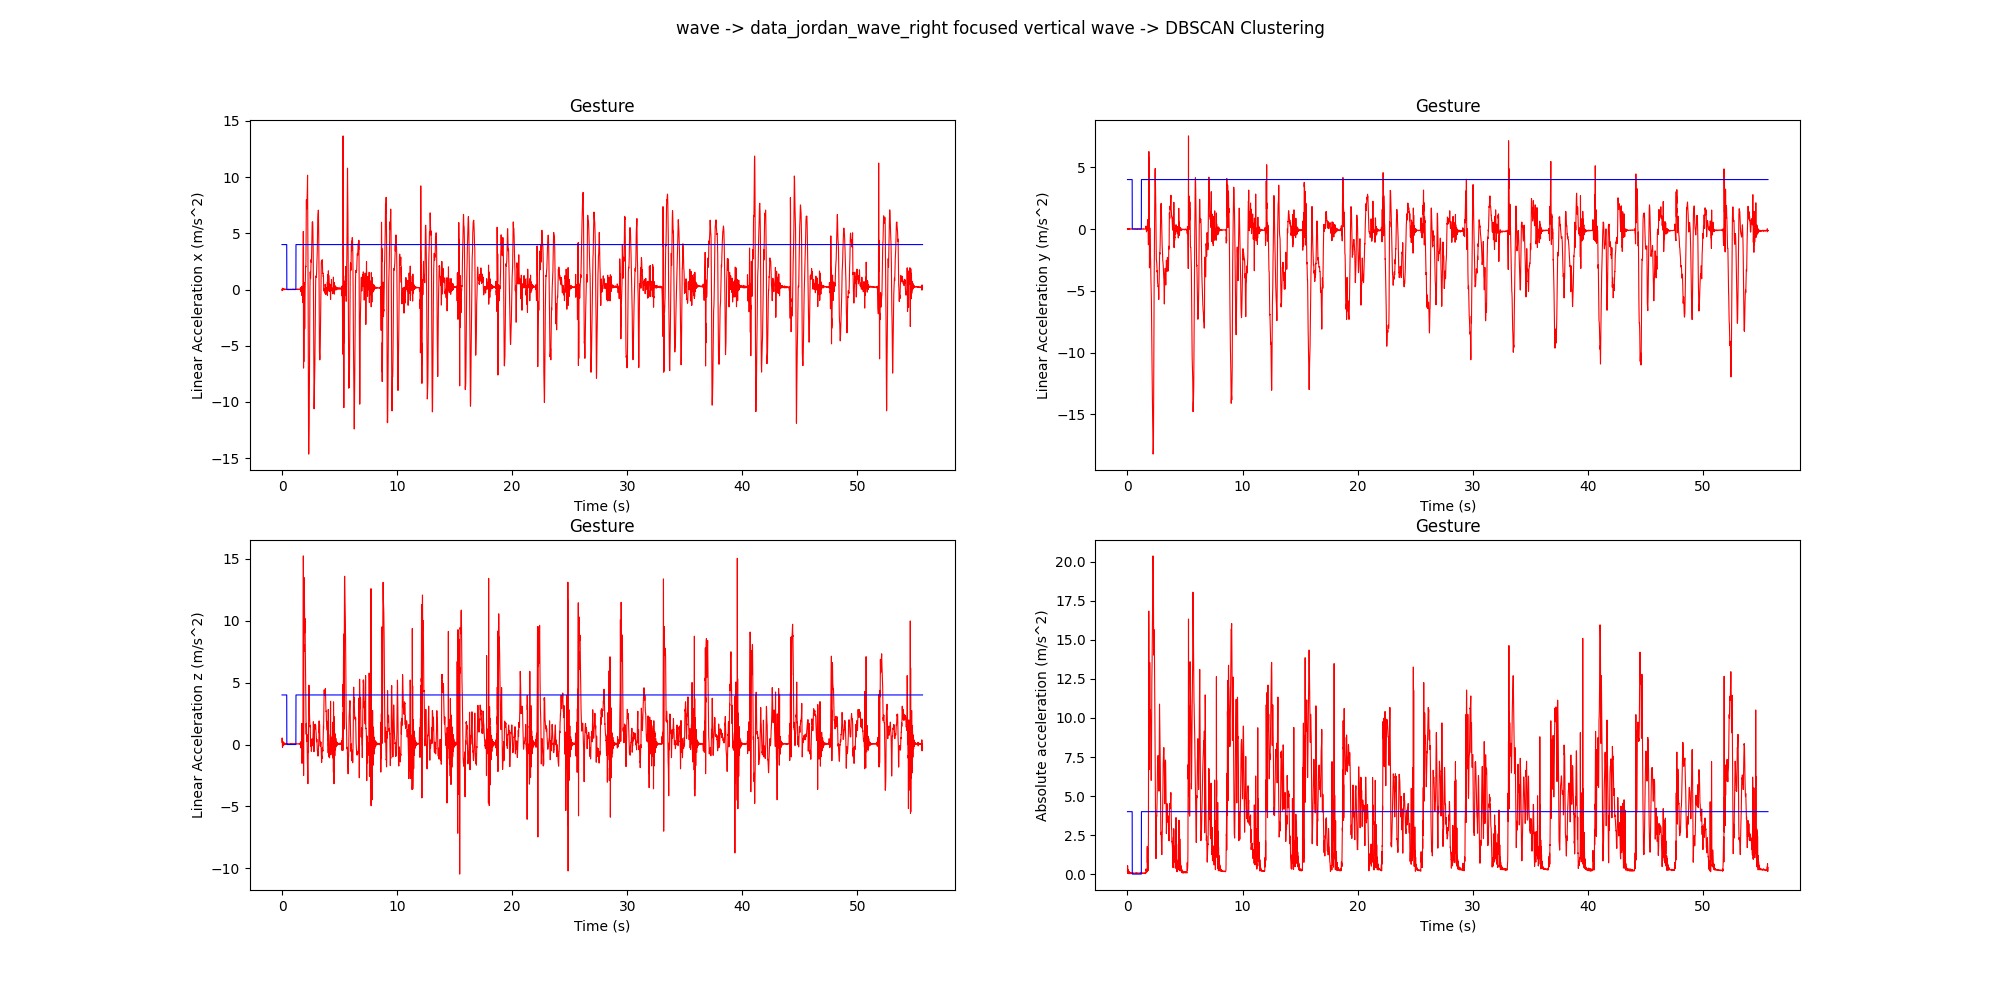 wave -> data_jordan_wave_right focused vertical wave -> DBSCAN Clustering
Gesture
15
10
5
0
−5
−10
−15
Linear Acceleration x (m/s^2)
0 10 20 30 40 50
Time (s)
Gesture
5
0
−5
−10
−15
Linear Acceleration y (m/s^2)
0 10 20 30 40 50
Time (s)
Gesture
15
10
5
0
−5
−10
Linear Acceleration z (m/s^2)
0 10 20 30 40 50
Time (s)
Gesture
20.0
17.5
15.0
12.5
10.0
7.5
5.0
2.5
0.0
Absolute acceleration (m/s^2)
0 10 20 30 40 50
Time (s)